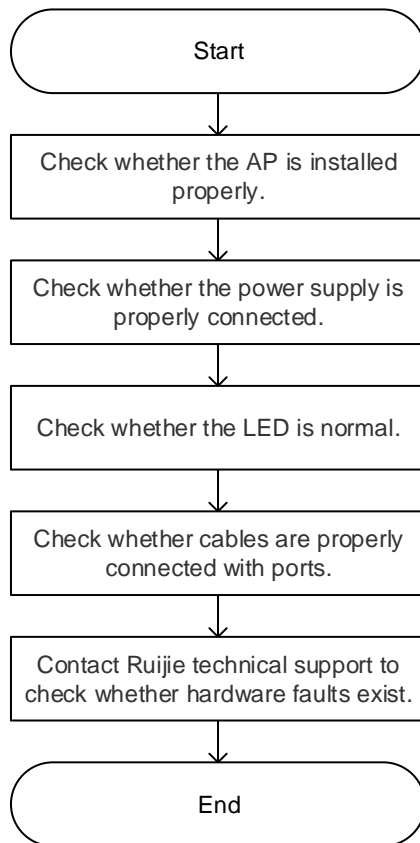 Start
Check whether the AP is installed
properly.
Check whether the power supply is
properly connected.
Check whether the LED is normal.
Check whether cables are properly
connected with ports.
Contact Ruijie technical support to
check whether hardware faults exist.
End